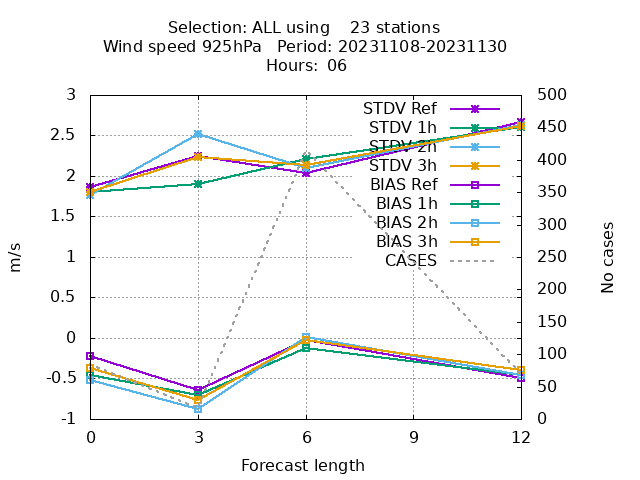 Selection: ALL using    23 stations
Wind speed 925hPa   Period: 20231108-20231130
Hours: 06
3
2.5
2
1.5
1
0.5
0
-0.5
-1
m/s
500
450
400
350
300
250
200
150
100
50
0
No cases
STDV Ref
STDV 1h
STDV 2h
STDV 3h
BIAS Ref
BIAS 1h
BIAS 2h
BIAS 3h
CASES
0 3 6 9 12
Forecast length